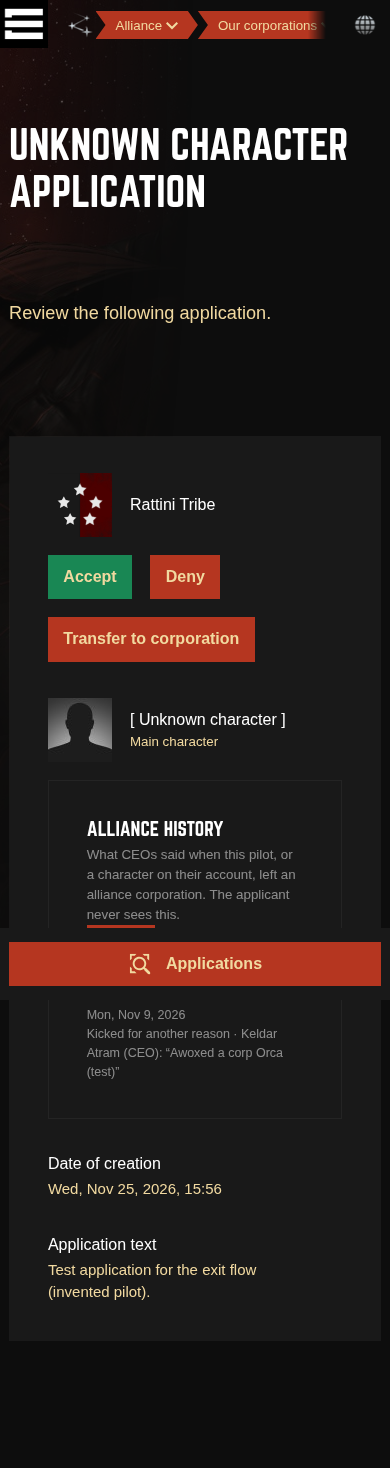 Alliance
Our corporations
UNKNOWN CHARACTER
APPLICATION
Review the following application.
Rattini Tribe
Accept
Deny
Transfer to corporation
[ Unknown character ]
Main character
ALLIANCE HISTORY
What CEOs said when this pilot, or
a character on their account, left an
alliance corporation. The applicant
never sees this.
Applications
Mon, Nov 9, 2026
Kicked for another reason · Keldar
Atram (CEO): “Awoxed a corp Orca
(test)”
Date of creation
Wed, Nov 25, 2026, 15:56
Application text
Test application for the exit flow
(invented pilot).